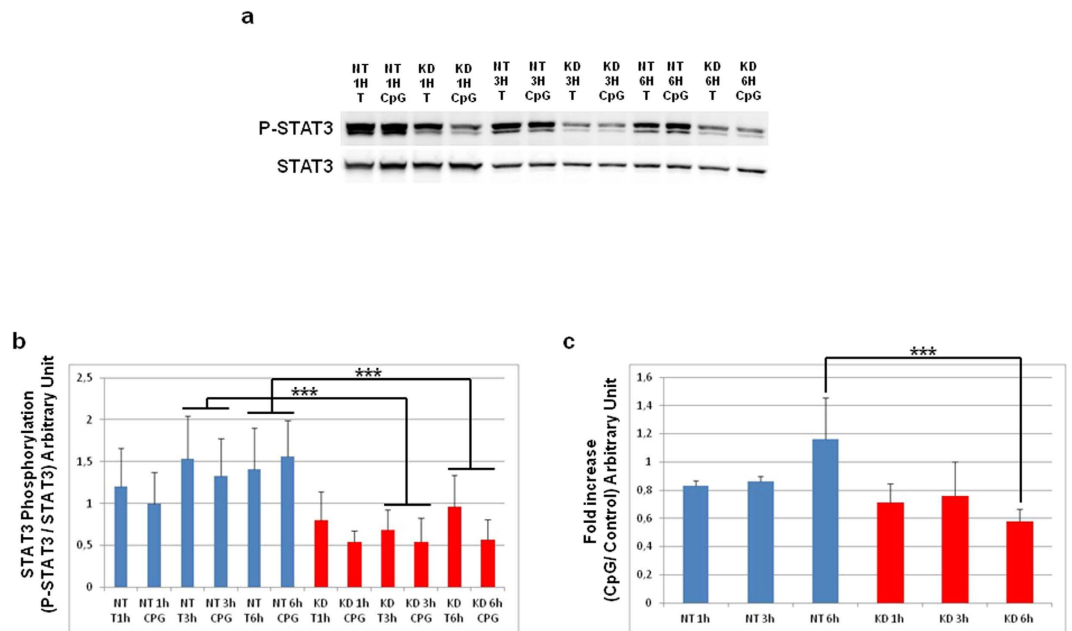 a
NT NT KD KD NT NT KD KD NT NT KD KD
1H 1H 1H 1H 3H 3H 3H 3H 6H 6H 6H 6H
T CpG T CpG T CpG T CpG T CpG T CpG
P-STAT3
STAT3
b
STAT3 Phosphorylation
(P-STAT3 / STAT3) Arbitrary Unit
2,5
2
1,5
1
0,5
0
***
***
NT NT 1h NT NT 3h NT NT 6h KD KD 1h KD KD 3h KD KD 6h
T1h CPG T3h CPG T6h CPG T1h CPG T3h CPG T6h CPG
c
Fold increase
(CpG/ Control) Arbitrary Unit
1.6
1.4
1.2
1
0.8
0.6
0.4
0,2
0
***
NT 1h NT 3h NT 6h KD 1h KD 3h KD 6h